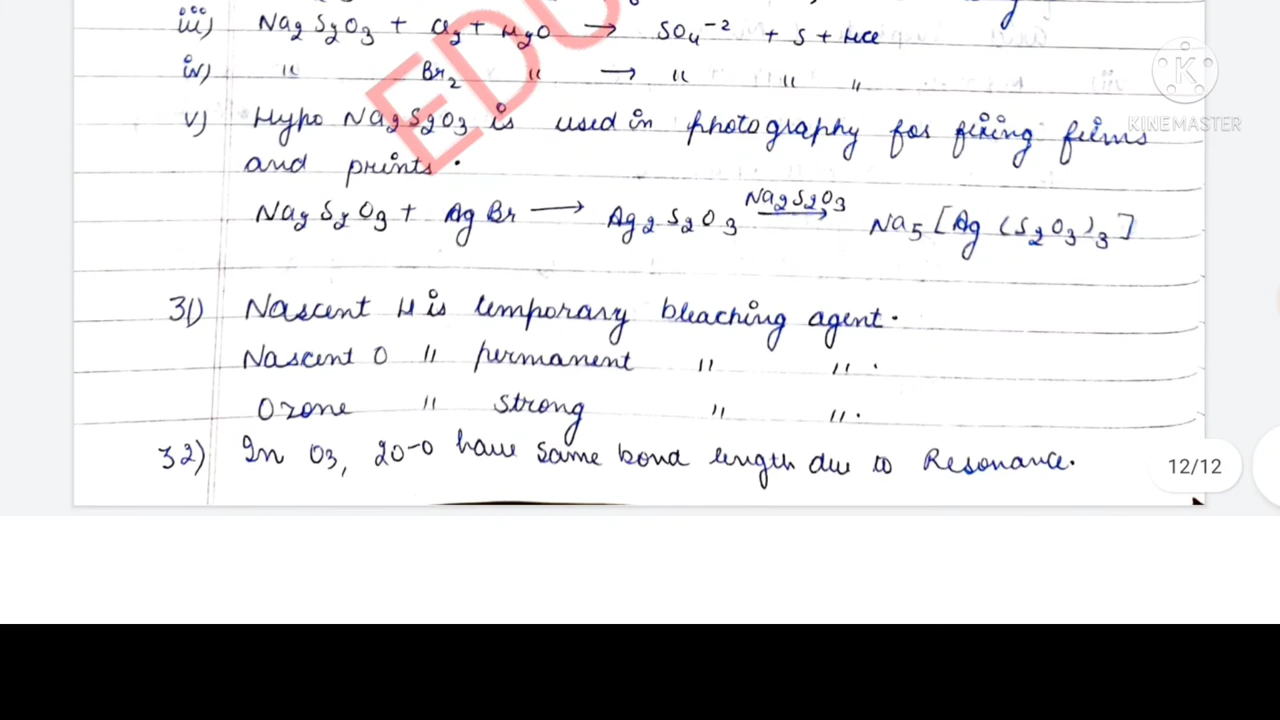 iii) Na2S2O3 + Cl2 + H2O → SO4⁻² + S + HCl
iv) " Br2 " → " " "
v) Hypo Na2S2O3 is used in photography for fixing films
and prints.
Na2S2O3 + AgBr → Ag2S2O3 Na2S2O3→ Na5[Ag(S2O3)3]
31) Nascent H is temporary bleaching agent.
Nascent O " permanent " ".
Ozone " strong " ".
32) In O3, 2O-O have same bond length due to Resonance.
12/12
K
KINEMASTER
EDU